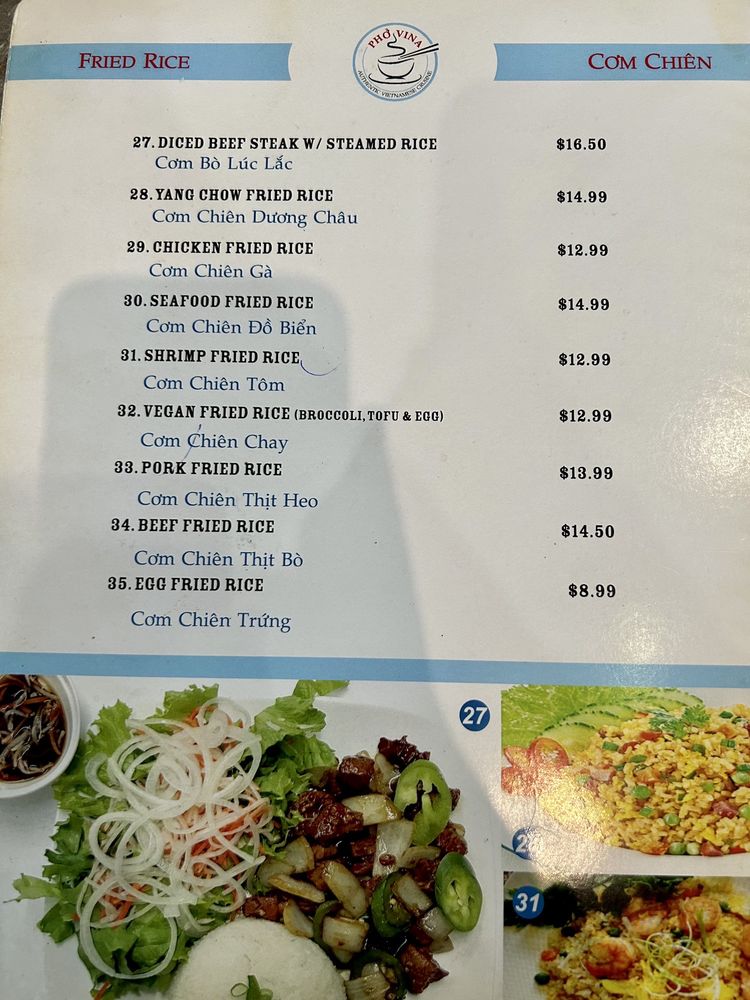 FRIED RICE
PHỞ VINA
AUTHENTIC VIETNAMESE CUISINE
CƠM CHIÊN
27. DICED BEEF STEAK W/ STEAMED RICE $16.50
Cơm Bò Lúc Lắc
28. YANG CHOW FRIED RICE $14.99
Cơm Chiên Dương Châu
29. CHICKEN FRIED RICE $12.99
Cơm Chiên Gà
30. SEAFOOD FRIED RICE $14.99
Cơm Chiên Đồ Biển
31. SHRIMP FRIED RICE $12.99
Cơm Chiên Tôm
32. VEGAN FRIED RICE (BROCCOLI, TOFU & EGG) $12.99
Cơm Chiên Chay
33. PORK FRIED RICE $13.99
Cơm Chiên Thịt Heo
34. BEEF FRIED RICE $14.50
Cơm Chiên Thịt Bò
35. EGG FRIED RICE $8.99
Cơm Chiên Trứng
27
31